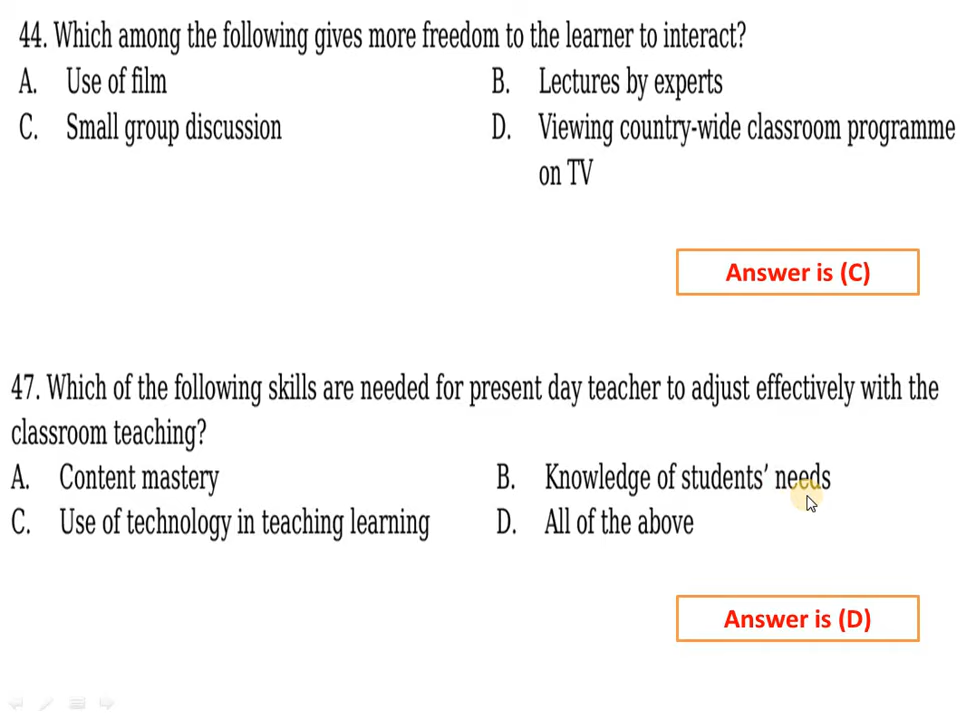 44. Which among the following gives more freedom to the learner to interact?
A. Use of film B. Lectures by experts
C. Small group discussion D. Viewing country-wide classroom programme
on TV
Answer is (C)
47. Which of the following skills are needed for present day teacher to adjust effectively with the
classroom teaching?
A. Content mastery B. Knowledge of students’ needs
C. Use of technology in teaching learning D. All of the above
Answer is (D)